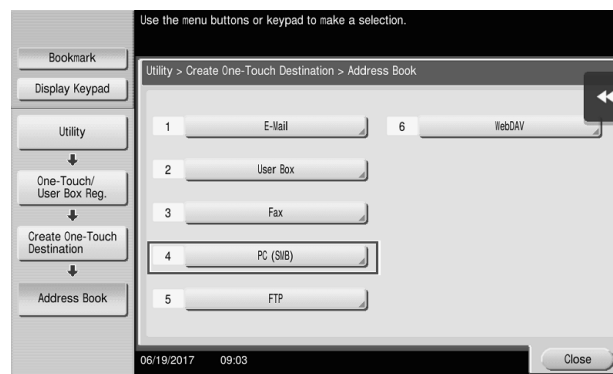 Use the menu buttons or keypad to make a selection.
Bookmark
Display Keypad
Utility > Create One-Touch Destination > Address Book
Utility
One-Touch/
User Box Reg.
Create One-Touch
Destination
Address Book
1 E-Mail
2 User Box
3 Fax
4 PC (SMB)
5 FTP
6 WebDAV
06/19/2017 09:03
Close